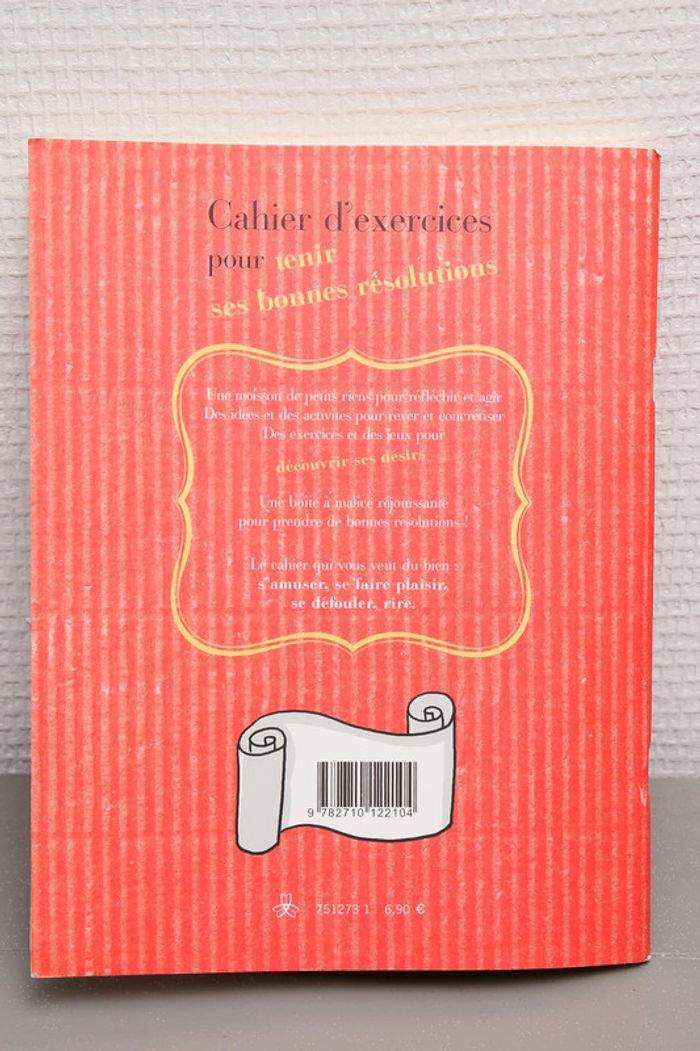 Cahier d'exercices
pour tenir
ses bonnes résolutions
Une moisson de petits riens pour réfléchir et agir
Des idées et des activités pour rêver et concrétiser
Des exercices et des jeux pour
découvrir ses désirs
Une boîte à malice réjouissante
pour prendre de bonnes résolutions !
Le cahier qui vous veut du bien :
s'amuser, se faire plaisir,
se défouler, rire.
9 782710 122104
751273 1 6,90 €